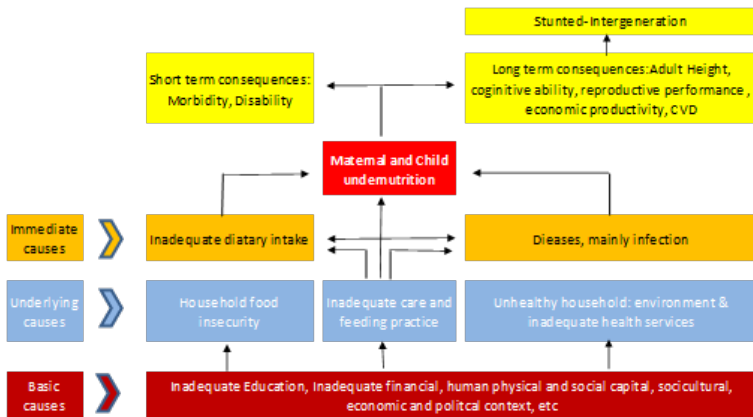 Stunted-Intergeneration
Short term consequences:
Morbidity, Disability
Long term consequences:Adult Height,
coginitive ability, reproductive performance ,
economic productivity, CVD
Maternal and Child
undernutrition
Immediate
causes
Inadequate diatary intake
Dieases, mainly infection
Underlying
causes
Household food
insecurity
Inadequate care and
feeding practice
Unhealthy household: environment &
inadequate health services
Basic
causes
Inadequate Education, Inadequate financial, human physical and social capital, socicultural,
economic and politcal context, etc